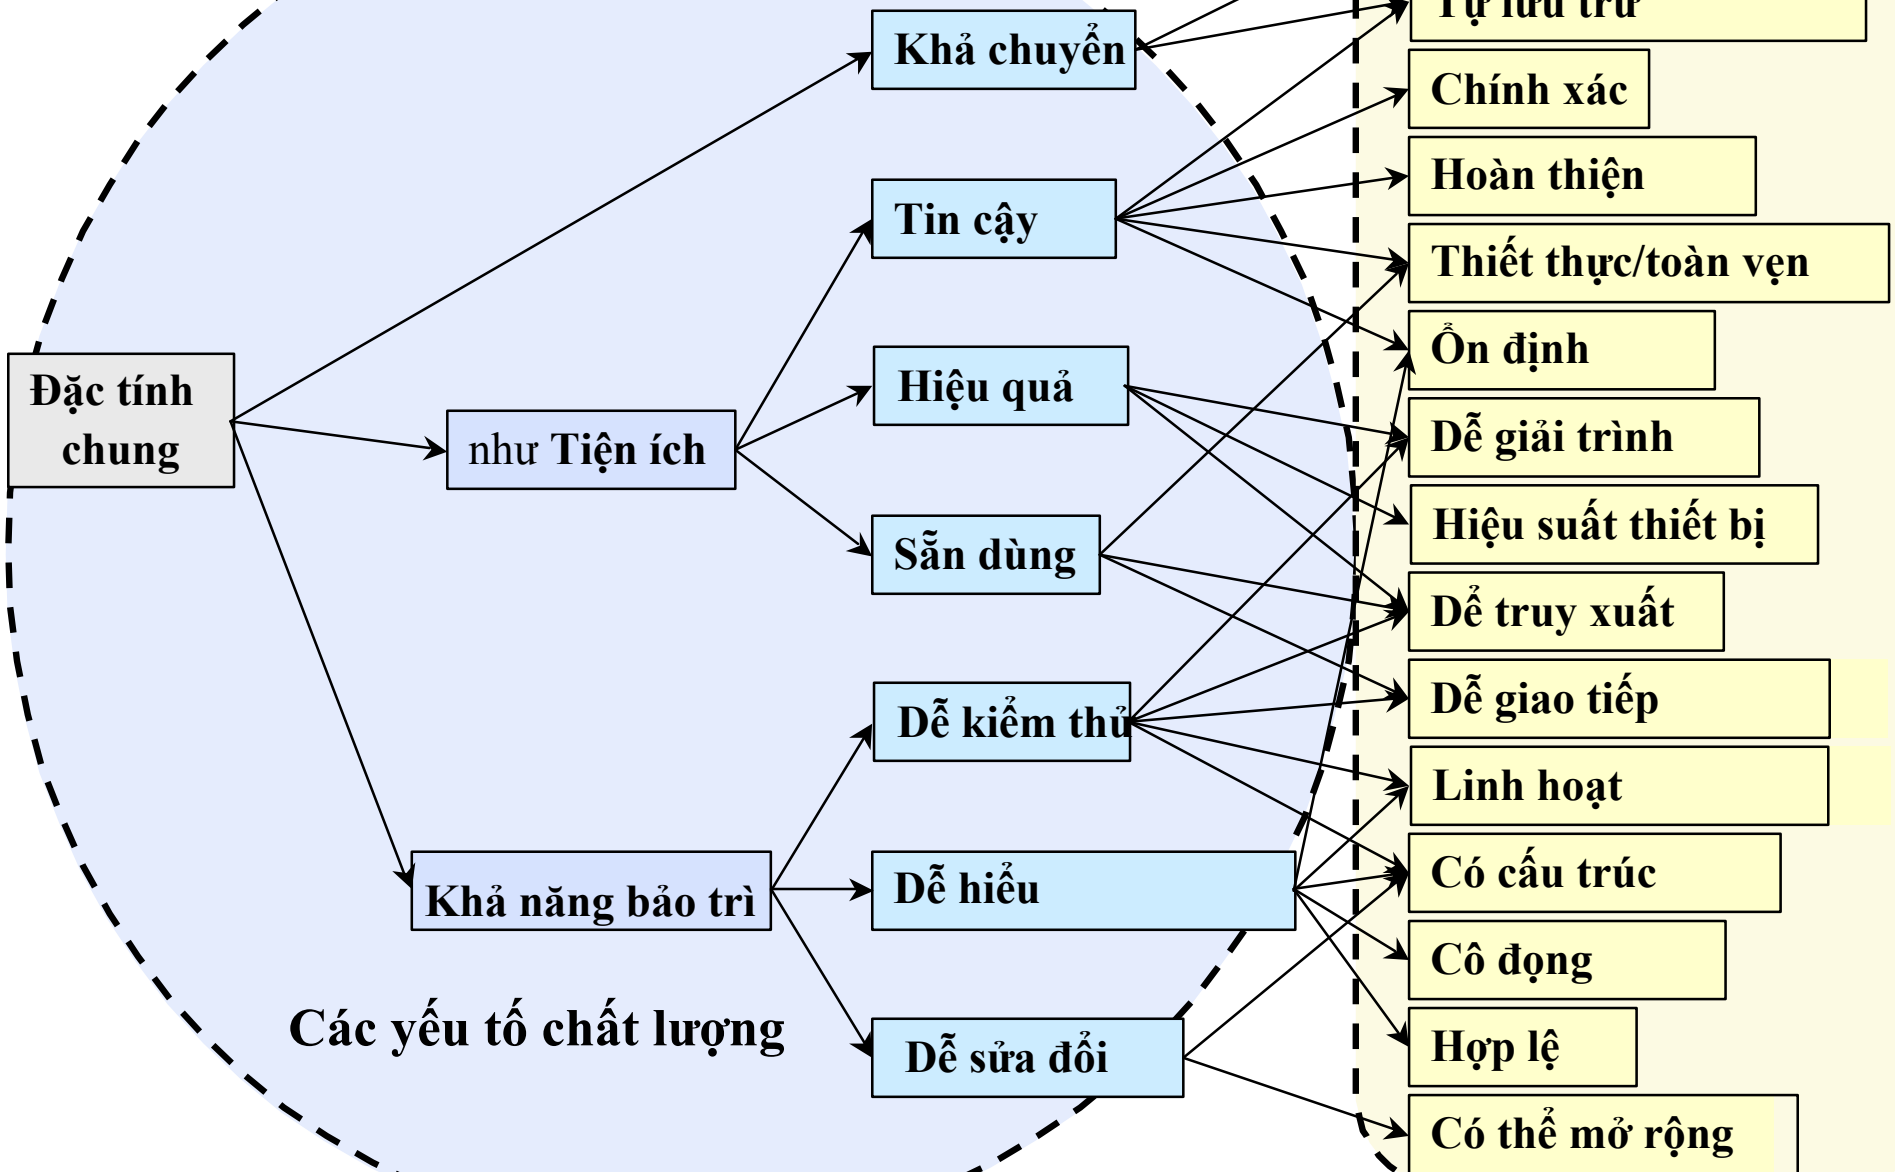 Tự lưu trữ
Khả chuyển
Chính xác
Hoàn thiện
Tin cậy
Thiết thực/toàn vẹn
Ổn định
Đặc tính
chung
Hiệu quả
Dễ giải trình
như Tiện ích
Hiệu suất thiết bị
Sẵn dùng
Dể truy xuất
Dễ giao tiếp
Dễ kiểm thủ
Linh hoạt
Khả năng bảo trì
Dễ hiểu
Có cấu trúc
Cô đọng
Các yếu tố chất lượng
Dễ sửa đổi
Hợp lệ
Có thể mở rộng